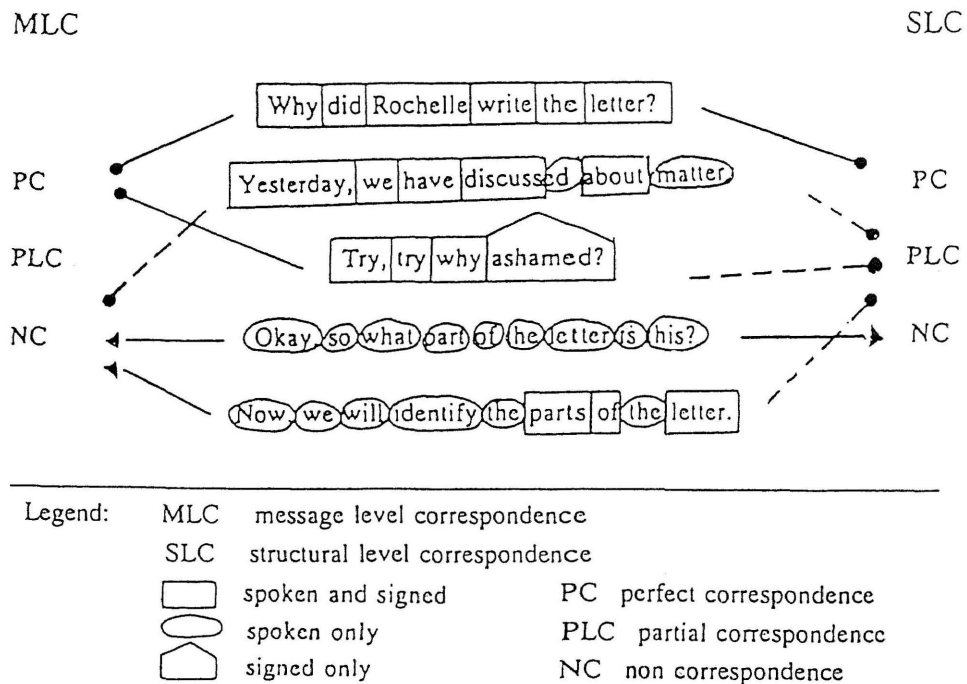 MLC SLC
Why did Rochelle write the letter?
PC Yesterday, we have discussed about matter. PC
PLC Try, try why ashamed? PLC
NC Okay, so what part of the letter is his? NC
Now we will identify the parts of the letter.
Legend: MLC message level correspondence
SLC structural level correspondence
spoken and signed PC perfect correspondence
spoken only PLC partial correspondence
signed only NC non correspondence